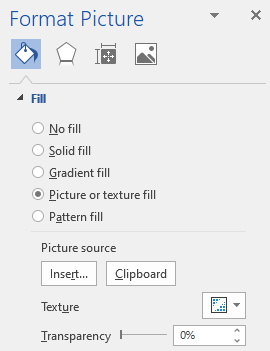 Format Picture
Fill
No fill
Solid fill
Gradient fill
Picture or texture fill
Pattern fill
Picture source
Insert... Clipboard
Texture
Transparency 0%